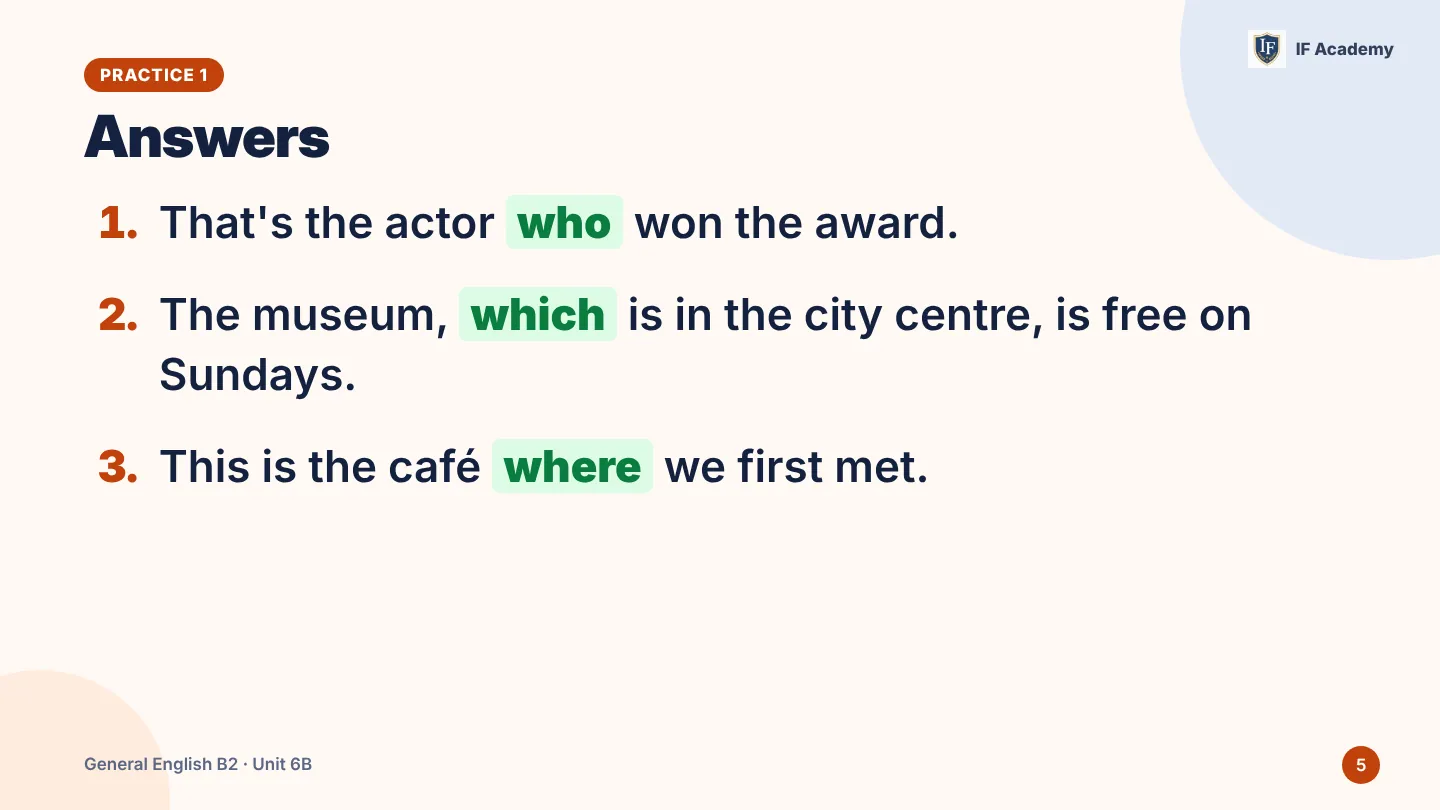 IF IF Academy
PRACTICE 1
Answers
1. That's the actor who won the award.
2. The museum, which is in the city centre, is free on
Sundays.
3. This is the café where we first met.
General English B2 · Unit 6B
5